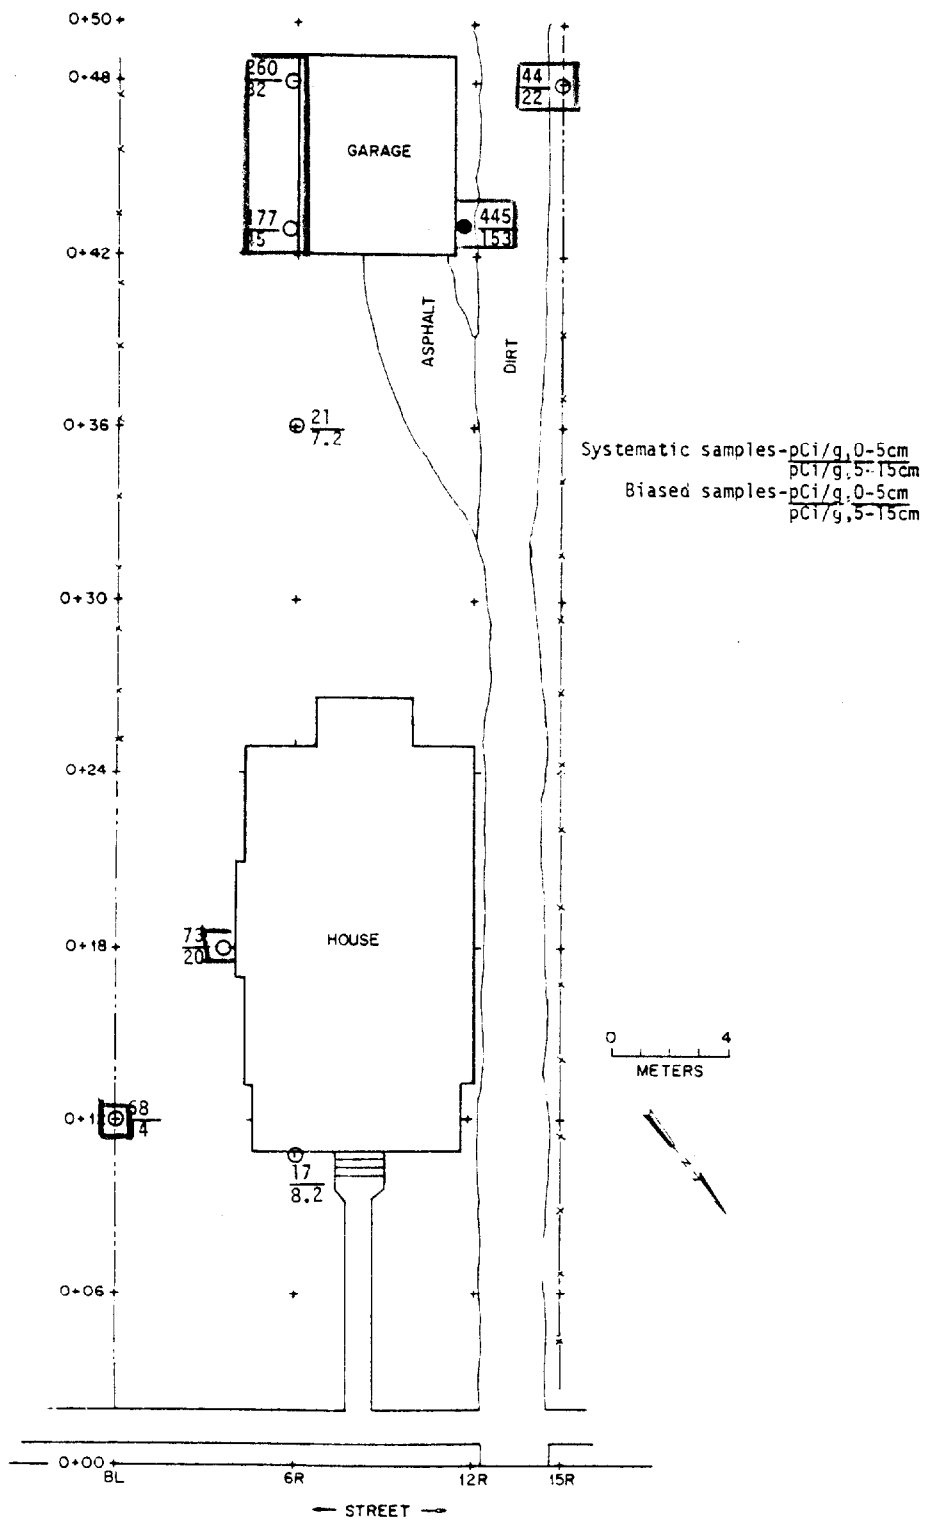 0+50
260
32
0+48
44
22
GARAGE
177
445
153
0+42
ASPHALT
DIRT
0+36
21
7.2
Systematic samples-pCi/g,0-5cm
pCi/g,5-15cm
Biased samples-pCi/g,0-5cm
pCi/g,5-15cm
0+30
0+24
73
20
0+18
HOUSE
0 4
METERS
68
4
N
17
8.2
0+06
0+00
BL 6R 12R 15R
STREET